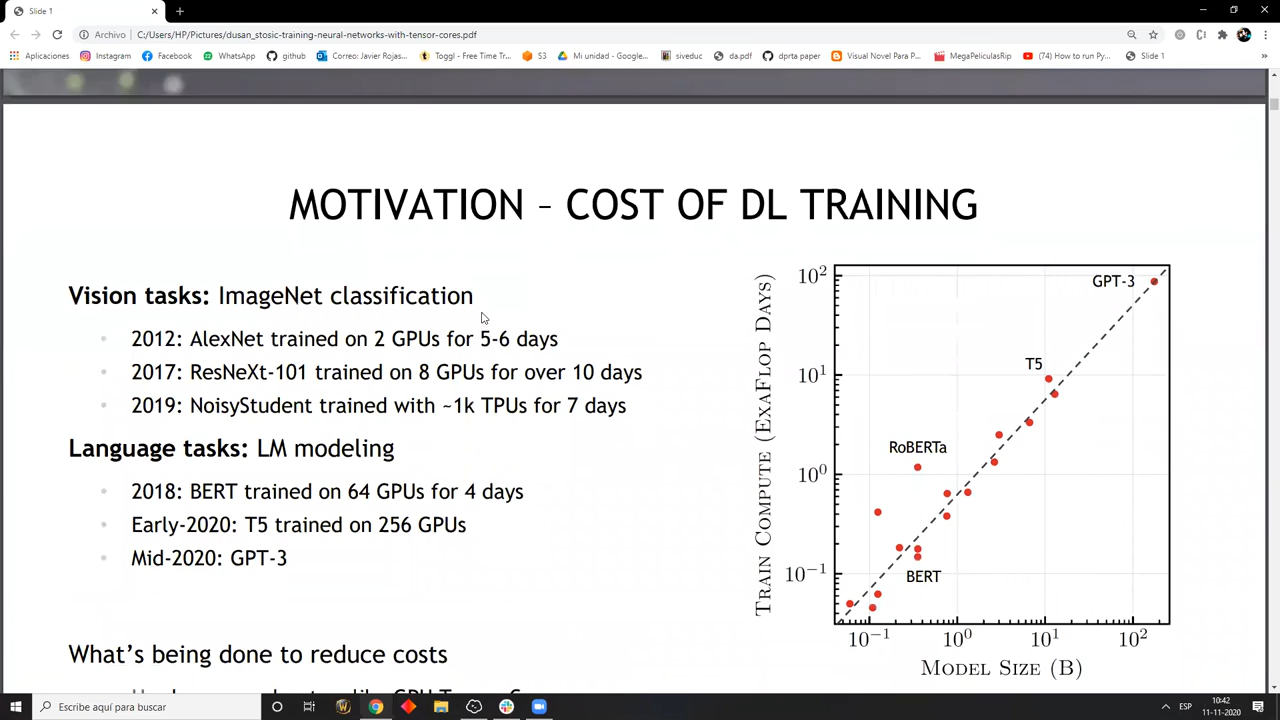 Slide 1
Archivo
C:/Users/HP/Pictures/dusan_stosic-training-neural-networks-with-tensor-cores.pdf
Aplicaciones
Instagram
Facebook
WhatsApp
github
Correo: Javier Rojas...
Toggl - Free Time Tr...
S3
Mi unidad - Google...
siveduc
da.pdf
dprta paper
Visual Novel Para P...
MegaPeliculasRip
(74) How to run Py...
Slide 1
MOTIVATION – COST OF DL TRAINING
Vision tasks: ImageNet classification
2012: AlexNet trained on 2 GPUs for 5-6 days
2017: ResNeXt-101 trained on 8 GPUs for over 10 days
2019: NoisyStudent trained with ~1k TPUs for 7 days
Language tasks: LM modeling
2018: BERT trained on 64 GPUs for 4 days
Early-2020: T5 trained on 256 GPUs
Mid-2020: GPT-3
What's being done to reduce costs
TRAIN COMPUTE (EXAFLOP DAYS)
10²
10¹
10⁰
10⁻¹
GPT-3
T5
RoBERTa
BERT
10⁻¹ 10⁰ 10¹ 10²
MODEL SIZE (B)
Escribe aquí para buscar
ESP
10:42
11-11-2020